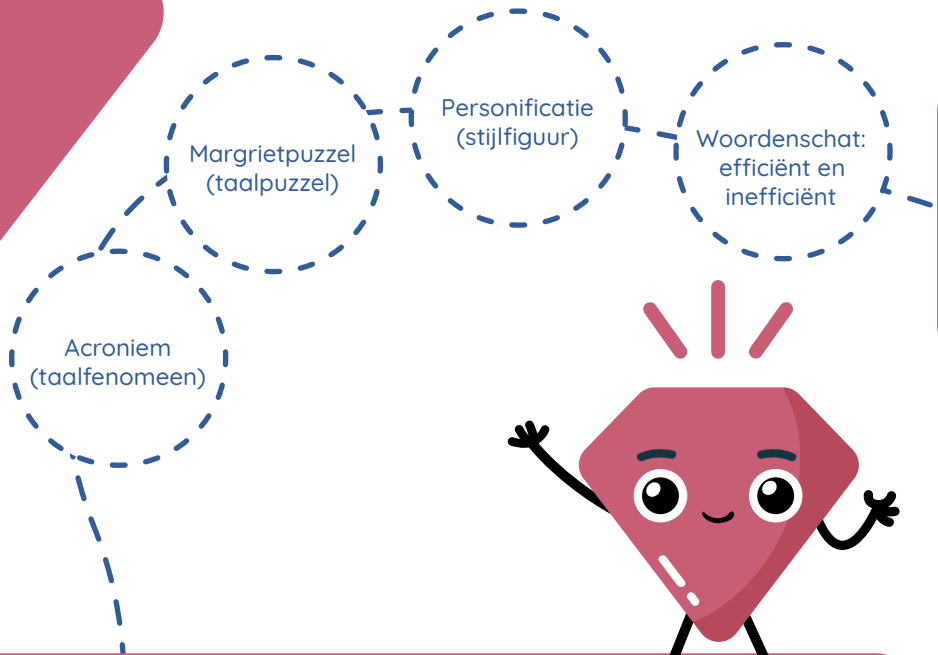 Personificatie
(stijlfiguur)
Woordenschat:
efficiënt en
inefficiënt
Margrietpuzzel
(taalpuzzel)
Acroniem
(taalfenomeen)